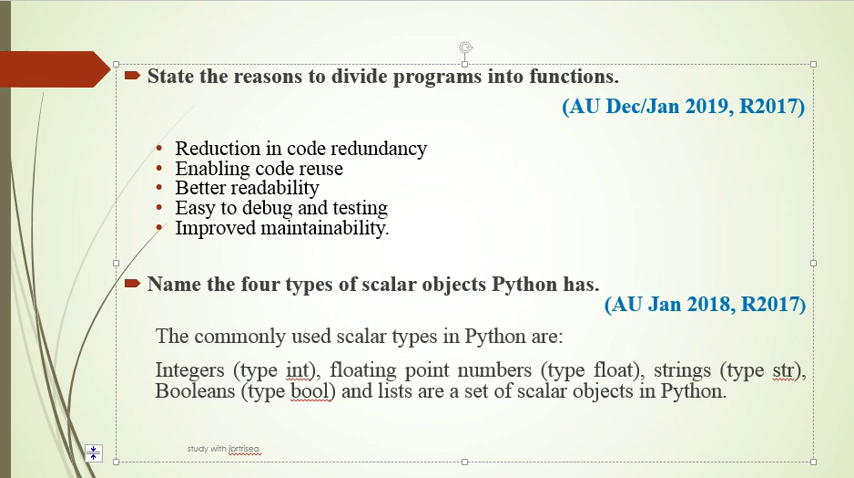 State the reasons to divide programs into functions.
(AU Dec/Jan 2019, R2017)
• Reduction in code redundancy
• Enabling code reuse
• Better readability
• Easy to debug and testing
• Improved maintainability.
Name the four types of scalar objects Python has.
(AU Jan 2018, R2017)
The commonly used scalar types in Python are:
Integers (type int), floating point numbers (type float), strings (type str),
Booleans (type bool) and lists are a set of scalar objects in Python.
study with jbrtrisea